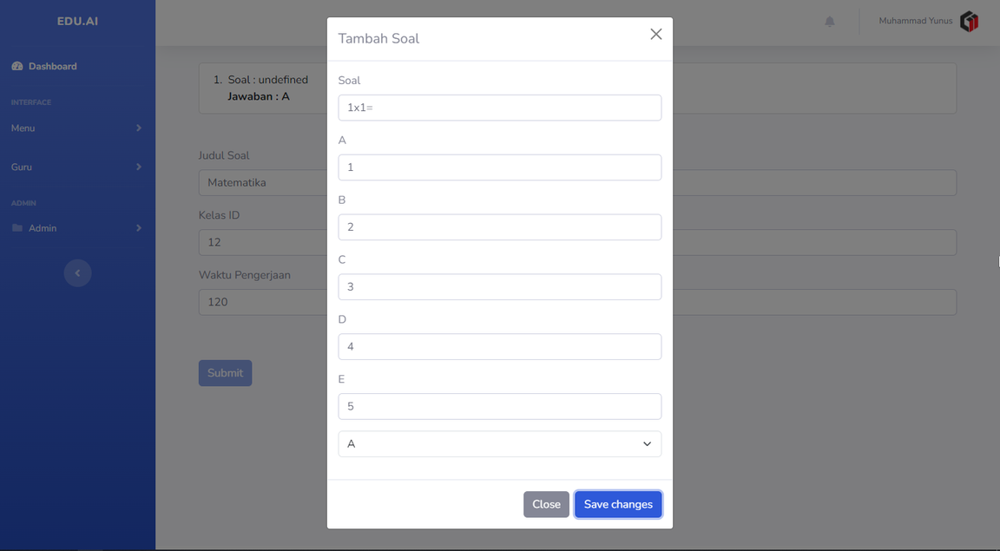 EDU.AI
Dashboard
INTERFACE
Menu
Guru
ADMIN
Admin
Muhammad Yunus
1. Soal : undefined
Jawaban : A
Judul Soal
Matematika
Kelas ID
12
Waktu Pengerjaan
120
Submit
Tambah Soal
Soal
1x1=
A
1
B
2
C
3
D
4
E
5
A
Close
Save changes